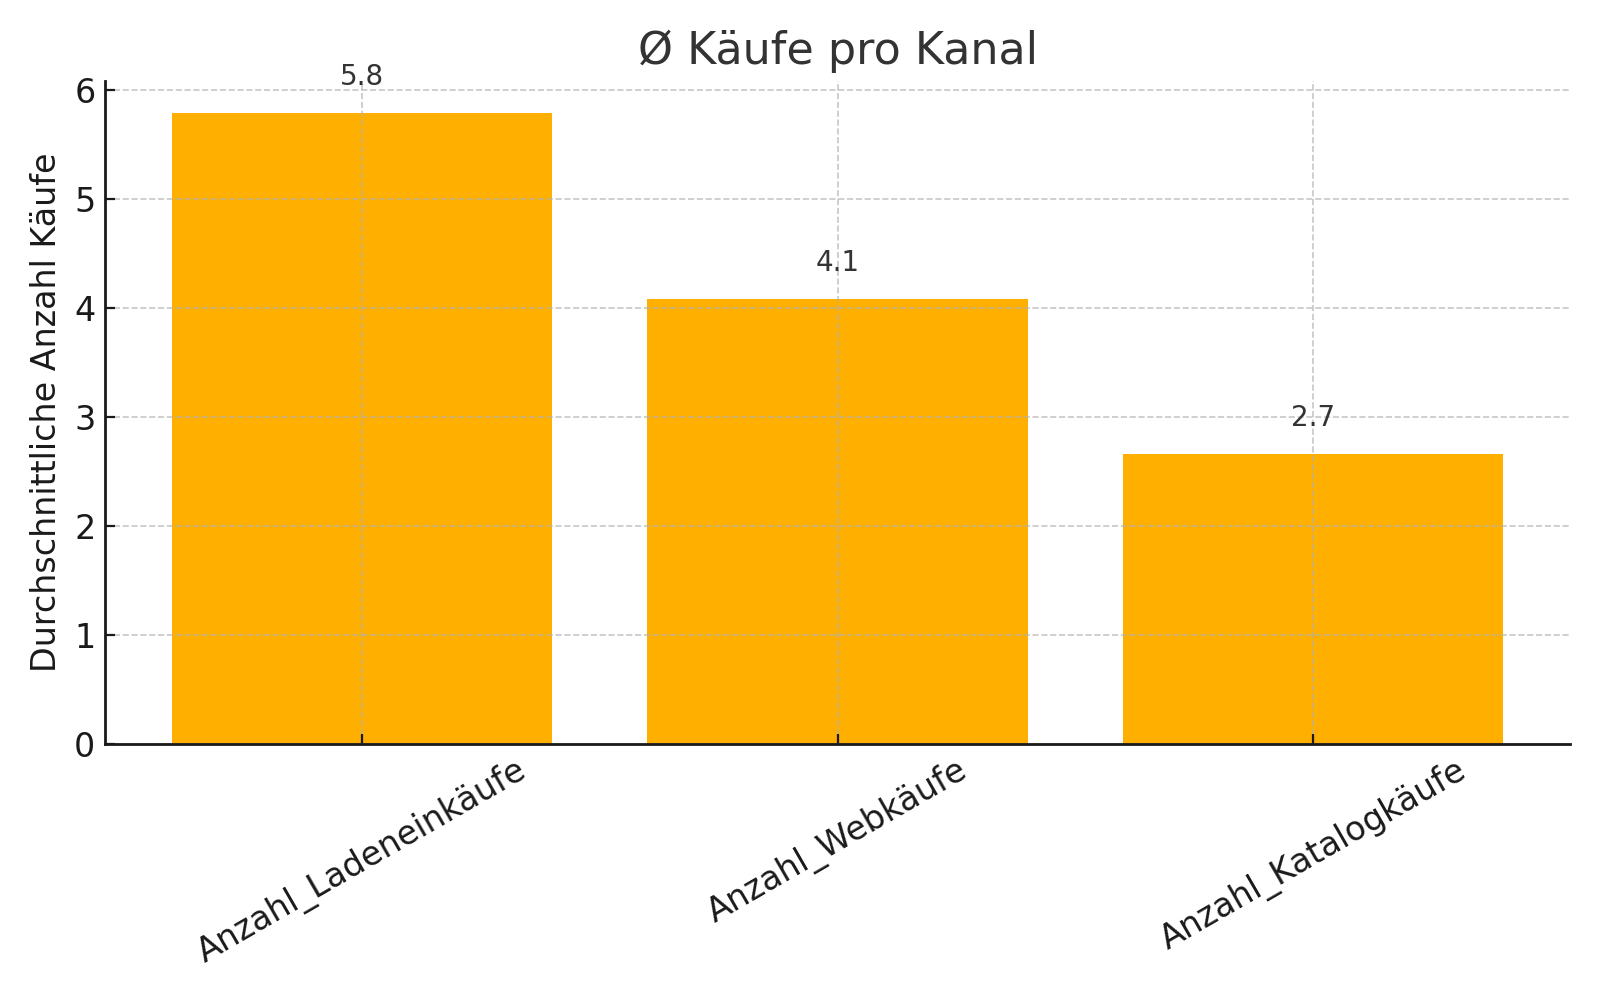 Ø Käufe pro Kanal
Durchschnittliche Anzahl Käufe
6
5
4
3
2
1
0
5.8
4.1
2.7
Anzahl_Ladeneinkäufe
Anzahl_Webkäufe
Anzahl_Katalogkäufe